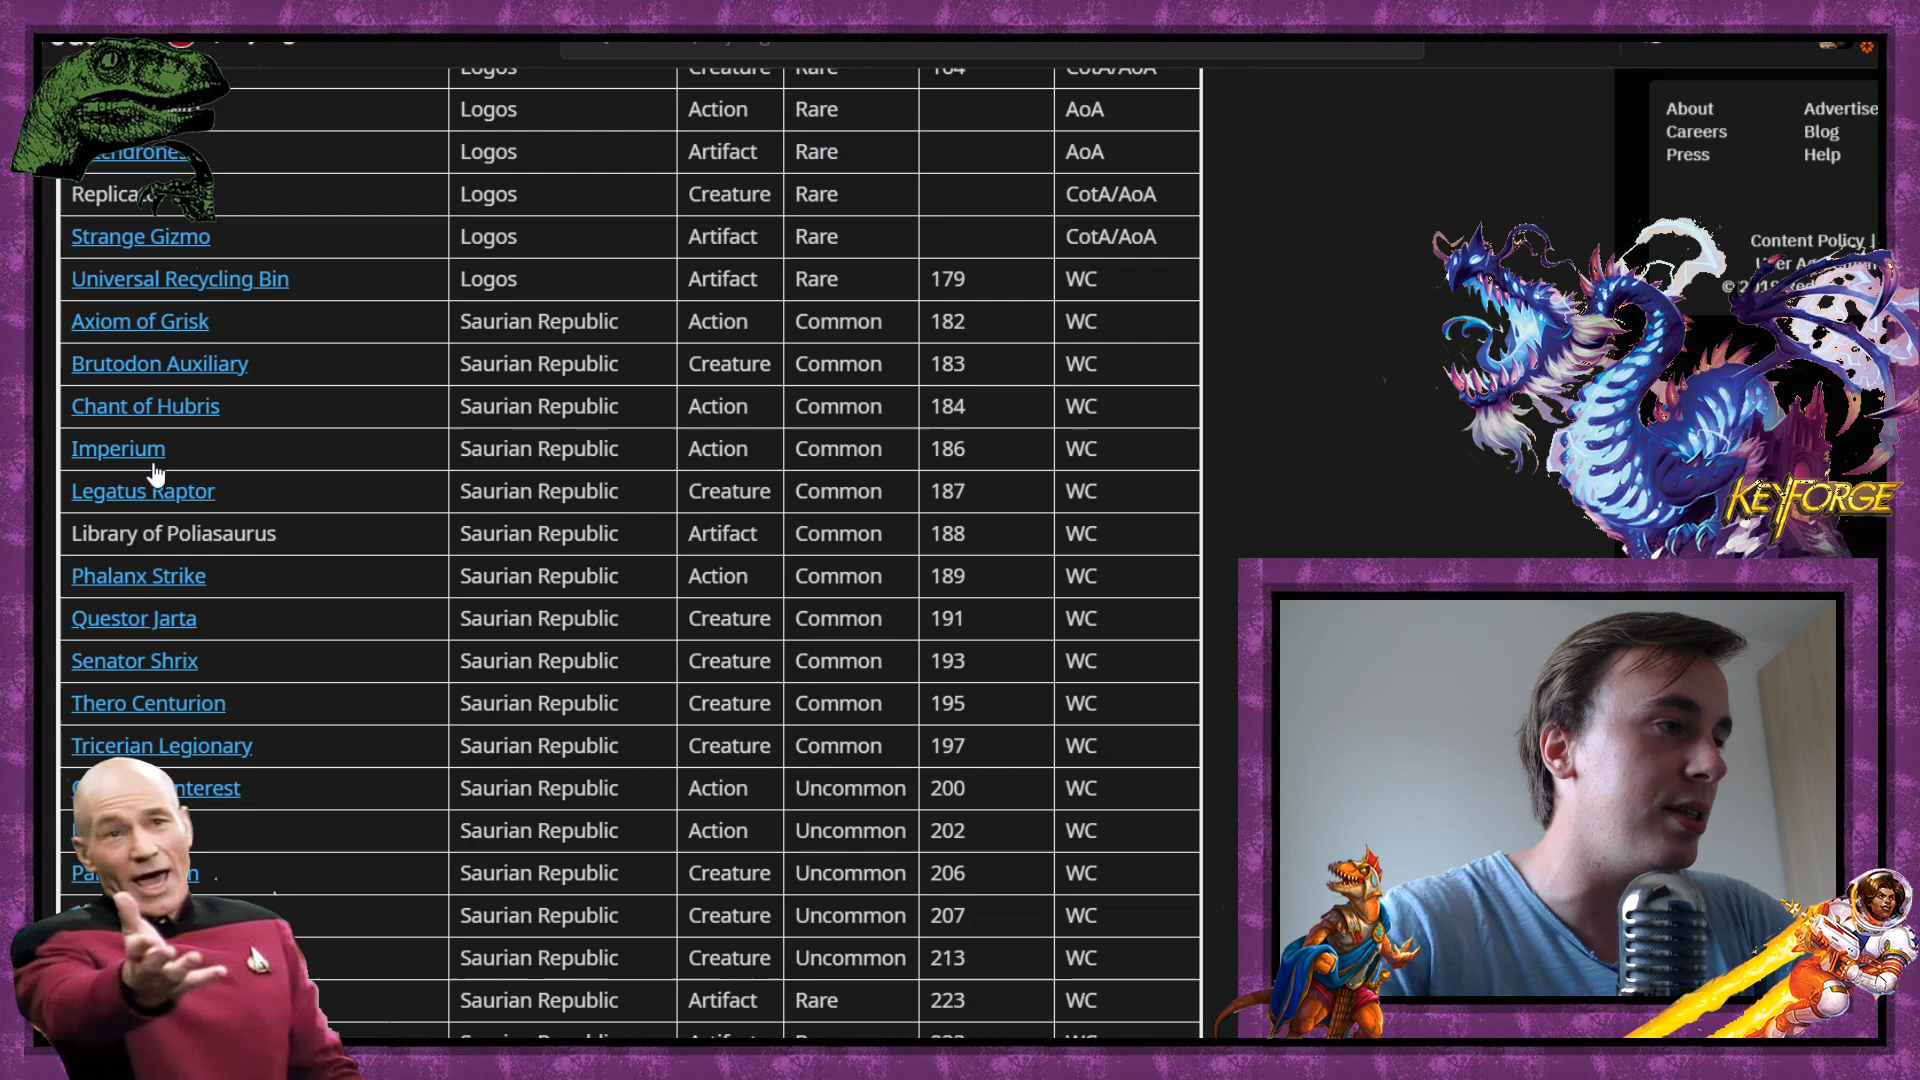 Logos Creature Rare 164 CotA/AoA
Logos Action Rare AoA
Logos Artifact Rare AoA
Logos Creature Rare CotA/AoA
Strange Gizmo Logos Artifact Rare CotA/AoA
Universal Recycling Bin Logos Artifact Rare 179 WC
Axiom of Grisk Saurian Republic Action Common 182 WC
Brutodon Auxiliary Saurian Republic Creature Common 183 WC
Chant of Hubris Saurian Republic Action Common 184 WC
Imperium Saurian Republic Action Common 186 WC
Legatus Raptor Saurian Republic Creature Common 187 WC
Library of Poliasaurus Saurian Republic Artifact Common 188 WC
Phalanx Strike Saurian Republic Action Common 189 WC
Questor Jarta Saurian Republic Creature Common 191 WC
Senator Shrix Saurian Republic Creature Common 193 WC
Thero Centurion Saurian Republic Creature Common 195 WC
Tricerian Legionary Saurian Republic Creature Common 197 WC
Saurian Republic Action Uncommon 200 WC
Saurian Republic Action Uncommon 202 WC
Saurian Republic Creature Uncommon 206 WC
Saurian Republic Creature Uncommon 207 WC
Saurian Republic Creature Uncommon 213 WC
Saurian Republic Artifact Rare 223 WC
About Advertise
Careers Blog
Press Help
Content Policy |
KEYFORGE